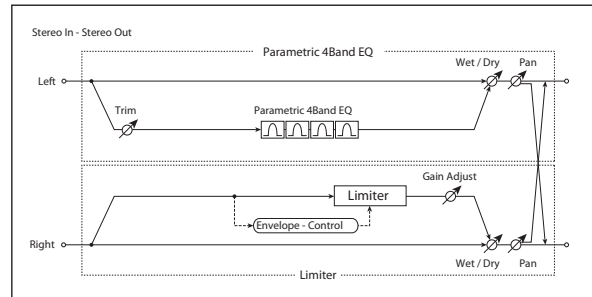 Stereo In - Stereo Out
Parametric 4Band EQ
Wet / Dry
Pan
Left
Trim
Parametric 4Band EQ
Gain Adjust
Limiter
Envelope - Control
Right
Wet / Dry
Pan
Limiter